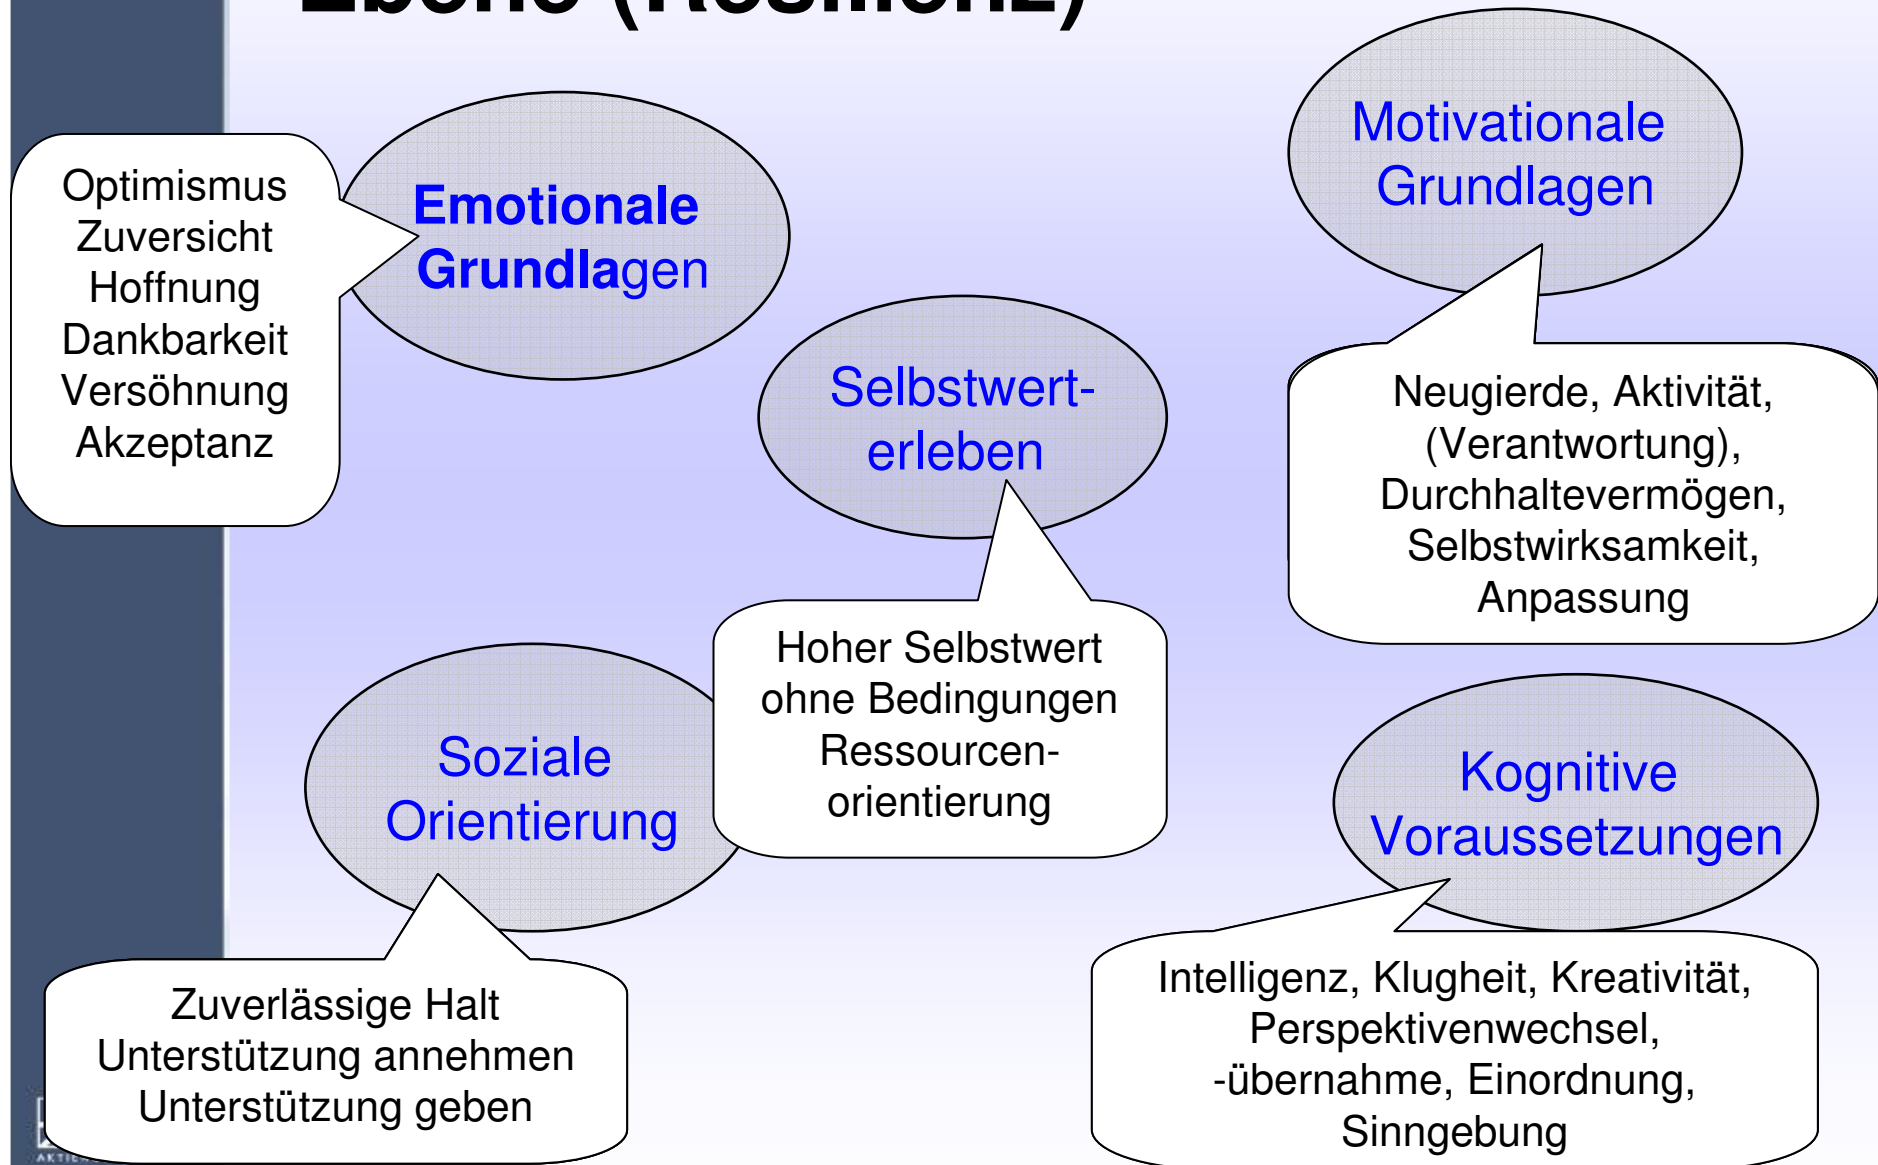 Ebene (Resilienz)
Optimismus
Zuversicht
Hoffnung
Dankbarkeit
Versöhnung
Akzeptanz
Emotionale
Grundlagen
Motivationale
Grundlagen
Neugierde, Aktivität,
(Verantwortung),
Durchhaltevermögen,
Selbstwirksamkeit,
Anpassung
Selbstwert-
erleben
Hoher Selbstwert
ohne Bedingungen
Ressourcen-
orientierung
Soziale
Orientierung
Zuverlässige Halt
Unterstützung annehmen
Unterstützung geben
Kognitive
Voraussetzungen
Intelligenz, Klugheit, Kreativität,
Perspektivenwechsel,
-übernahme, Einordnung,
Sinngebung